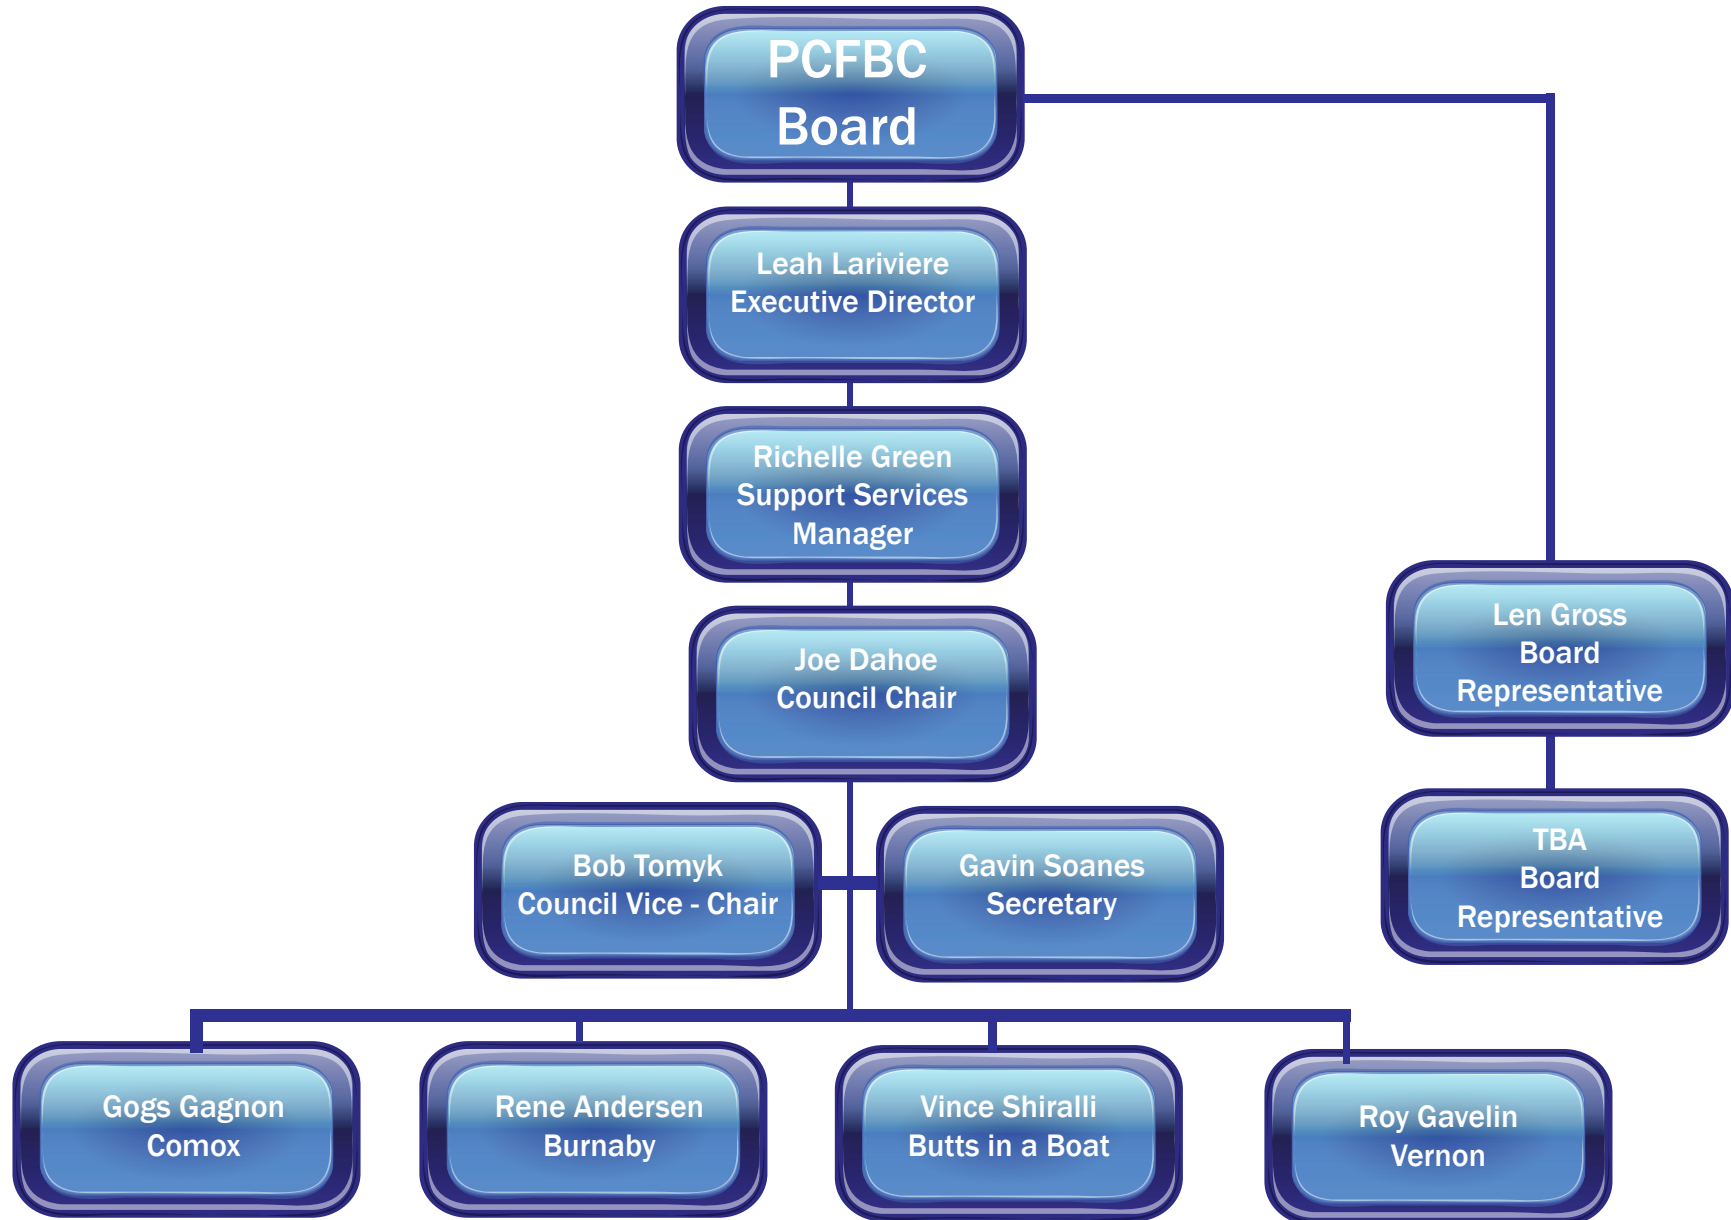 PCFBC
Board
Leah Lariviere
Executive Director
Richelle Green
Support Services
Manager
Joe Dahoe
Council Chair
Len Gross
Board
Representative
Bob Tomyk
Council Vice - Chair
Gavin Soanes
Secretary
TBA
Board
Representative
Gogs Gagnon
Comox
Rene Andersen
Burnaby
Vince Shiralli
Butts in a Boat
Roy Gavelin
Vernon